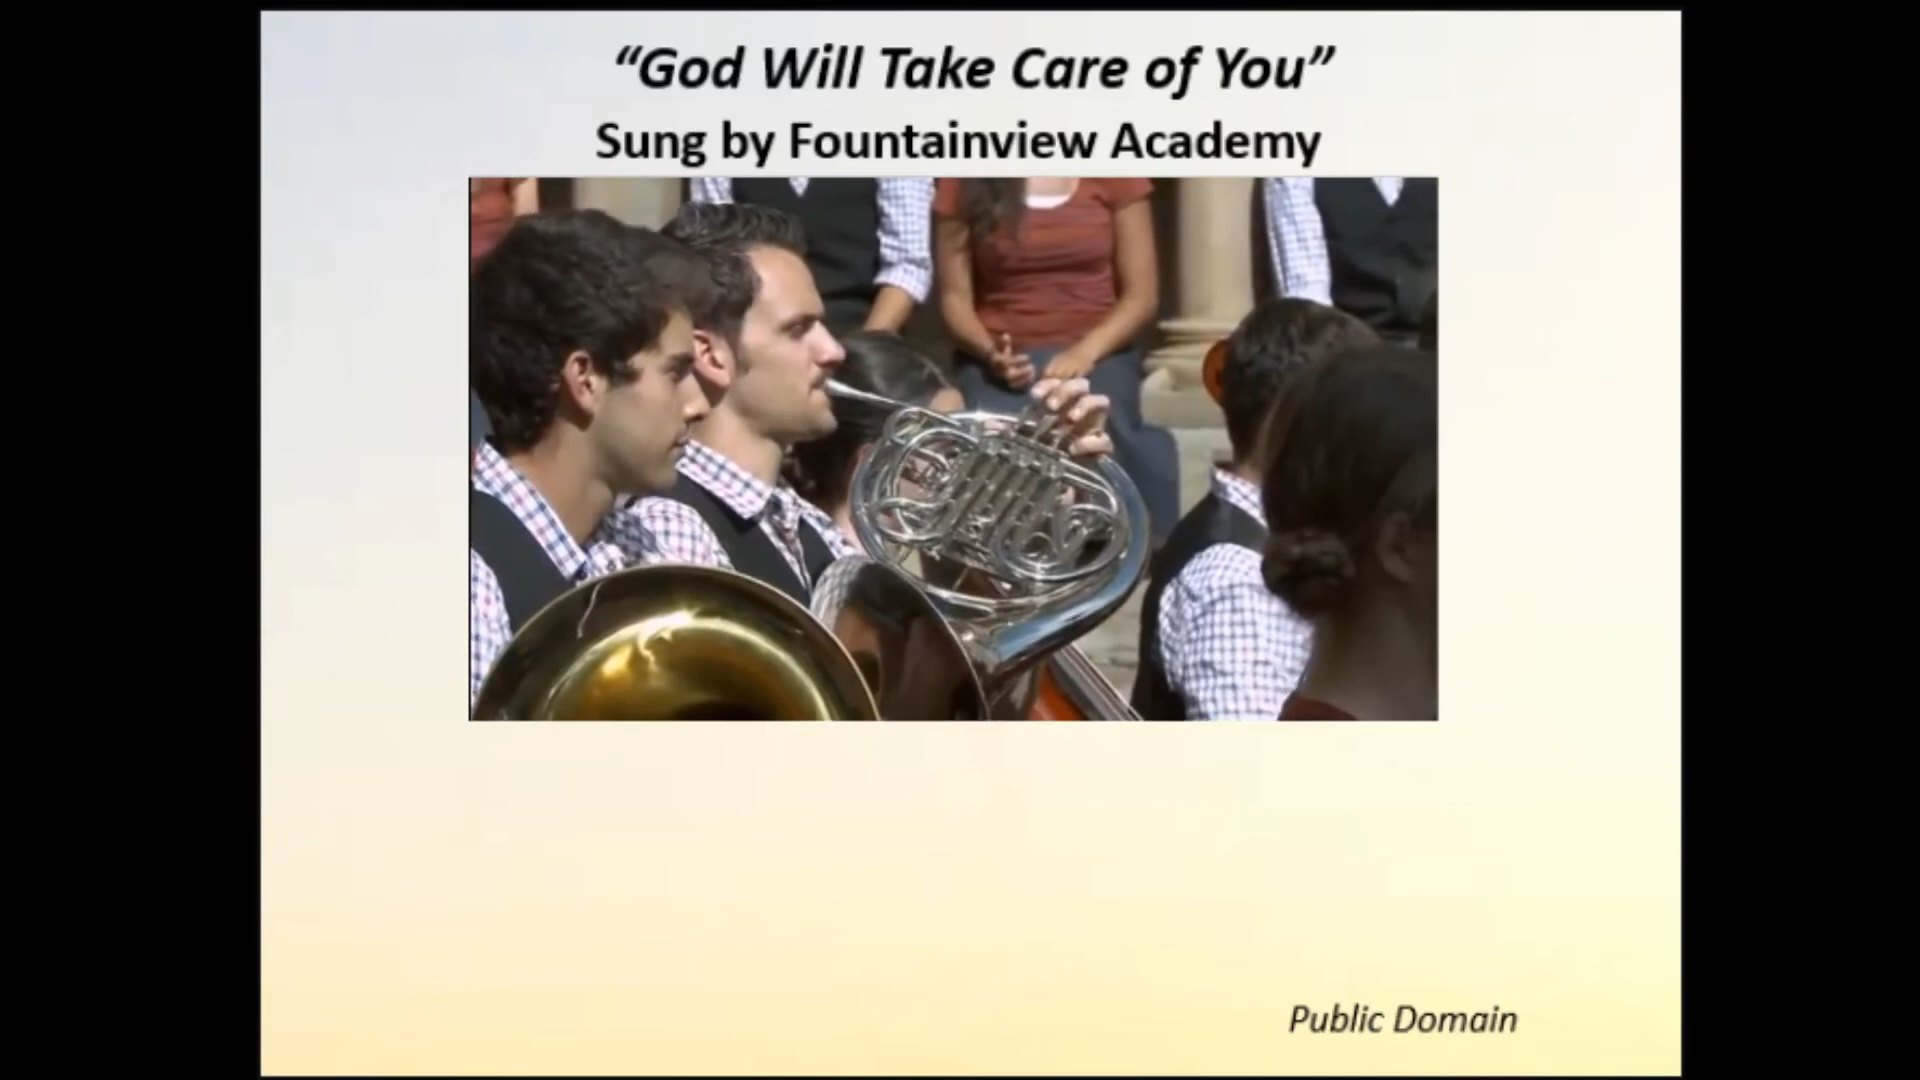 “God Will Take Care of You”
Sung by Fountainview Academy
Public Domain